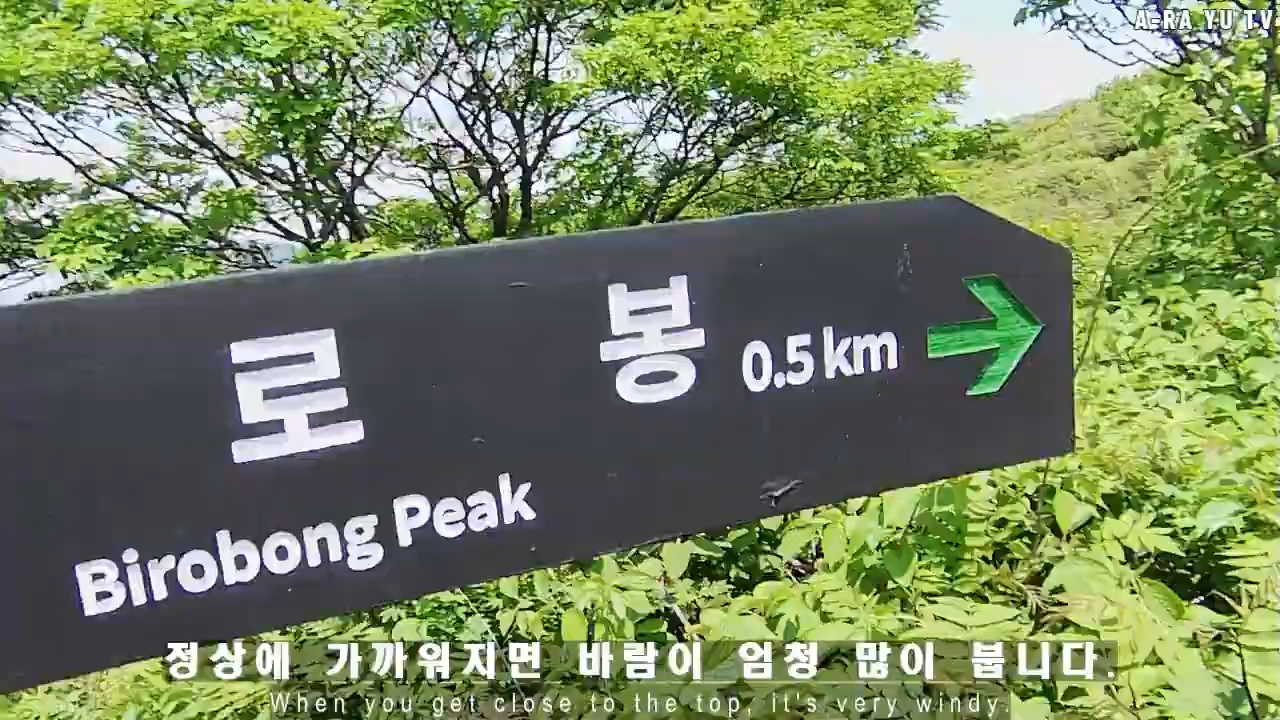 A-RA YU TV
로 봉 0.5 km →
Birobong Peak
정상에 가까워지면 바람이 엄청 많이 붑니다.
When you get close to the top, it's very windy.